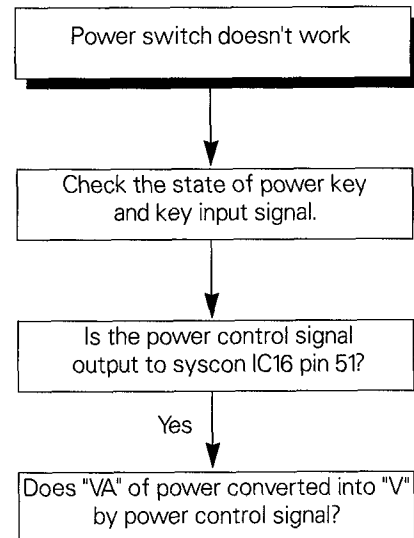 Power switch doesn't work
Check the state of power key
and key input signal.
Is the power control signal
output to syscon IC16 pin 51?
Yes
Does "VA" of power converted into "V"
by power control signal?